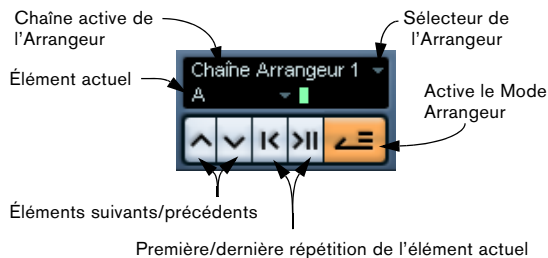 Chaîne active de
l'Arrangeur
Sélecteur de
l'Arrangeur
Élément actuel
Chaîne Arrangeur 1
A
Active le Mode
Arrangeur
Éléments suivants/précédents
Première/dernière répétition de l'élément actuel